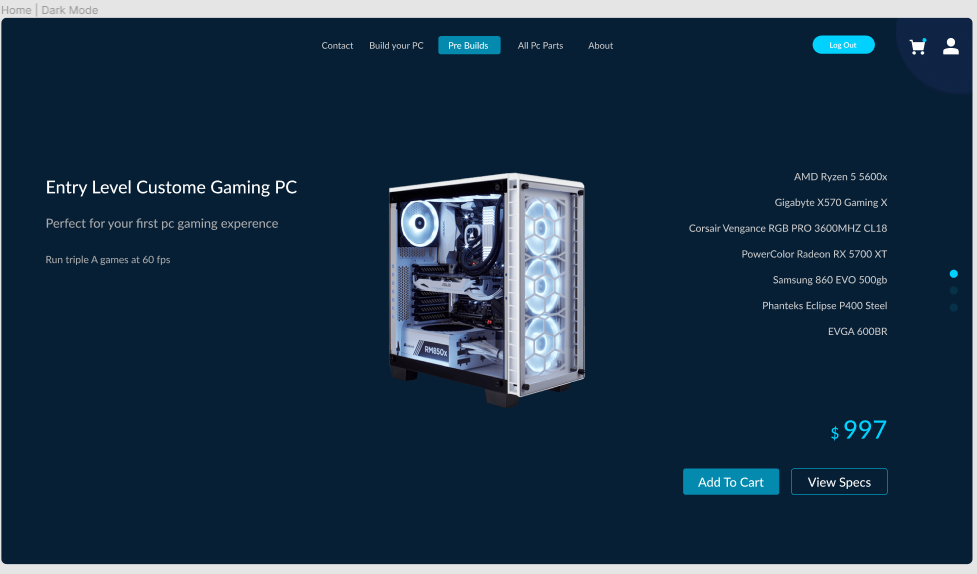 Home | Dark Mode
Contact Build your PC Pre Builds All Pc Parts About Log Out
Entry Level Custome Gaming PC
Perfect for your first pc gaming experence
Run triple A games at 60 fps
RM850x
AMD Ryzen 5 5600x
Gigabyte X570 Gaming X
Corsair Vengance RGB PRO 3600MHZ CL18
PowerColor Radeon RX 5700 XT
Samsung 860 EVO 500gb
Phanteks Eclipse P400 Steel
EVGA 600BR
$ 997
Add To Cart View Specs